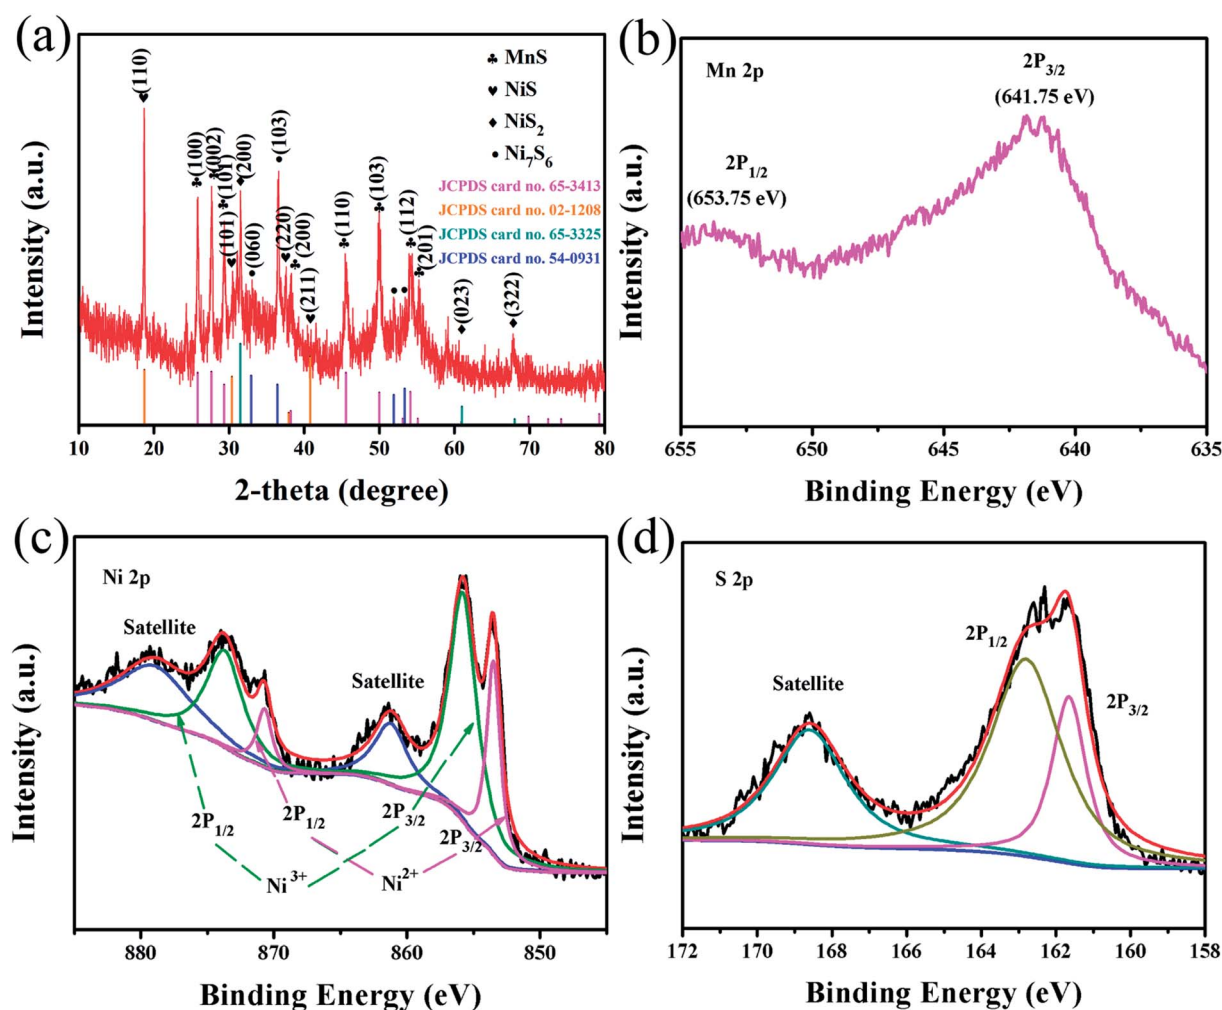 (a)
(110)
(100)
(002)
(101)
(101)
(200)
(060)
(103)
(220)
(200)
(211)
(110)
(103)
(112)
(201)
(023)
(322)
♣ MnS
♥ NiS
♦ NiS₂
• Ni₇S₆
JCPDS card no. 65-3413
JCPDS card no. 02-1208
JCPDS card no. 65-3325
JCPDS card no. 54-0931
Intensity (a.u.)
10 20 30 40 50 60 70 80
2-theta (degree)
(b)
Mn 2p
2P₃/₂
(641.75 eV)
2P₁/₂
(653.75 eV)
Intensity (a.u.)
655 650 645 640 635
Binding Energy (eV)
(c)
Ni 2p
Satellite
Satellite
2P₁/₂
2P₁/₂
2P₃/₂
2P₃/₂
Ni³⁺
Ni²⁺
Intensity (a.u.)
880 870 860 850
Binding Energy (eV)
(d)
S 2p
2P₁/₂
2P₃/₂
Satellite
Intensity (a.u.)
172 170 168 166 164 162 160 158
Binding Energy (eV)